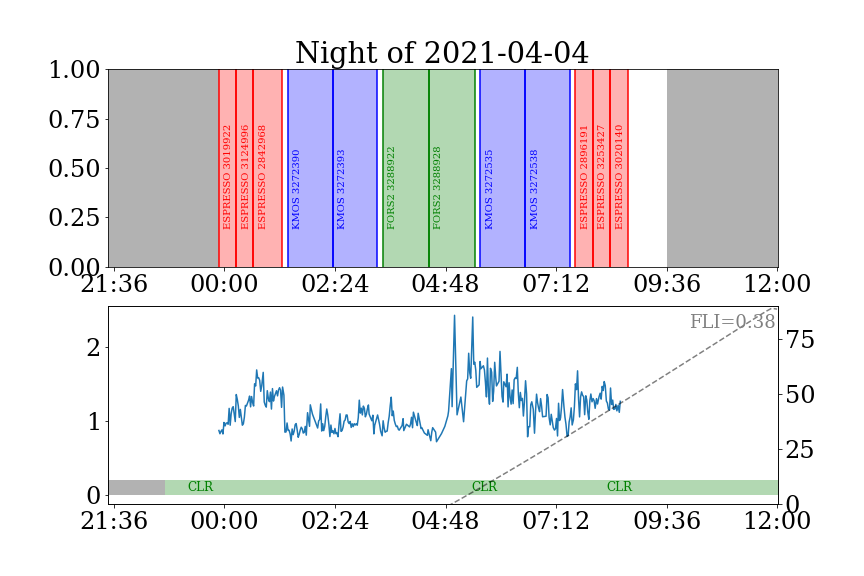 Night of 2021-04-04
1.00
0.75
0.50
0.25
0.00
ESPRESSO 3019922
ESPRESSO 3124996
ESPRESSO 2842968
KMOS 3272390
KMOS 3272393
FORS2 3288922
FORS2 3288928
KMOS 3272535
KMOS 3272538
ESPRESSO 2896191
ESPRESSO 3253427
ESPRESSO 3020140
21:36 00:00 02:24 04:48 07:12 09:36 12:00
FLI=0.38
2
1
0
75
50
25
0
CLR CLR CLR
21:36 00:00 02:24 04:48 07:12 09:36 12:00